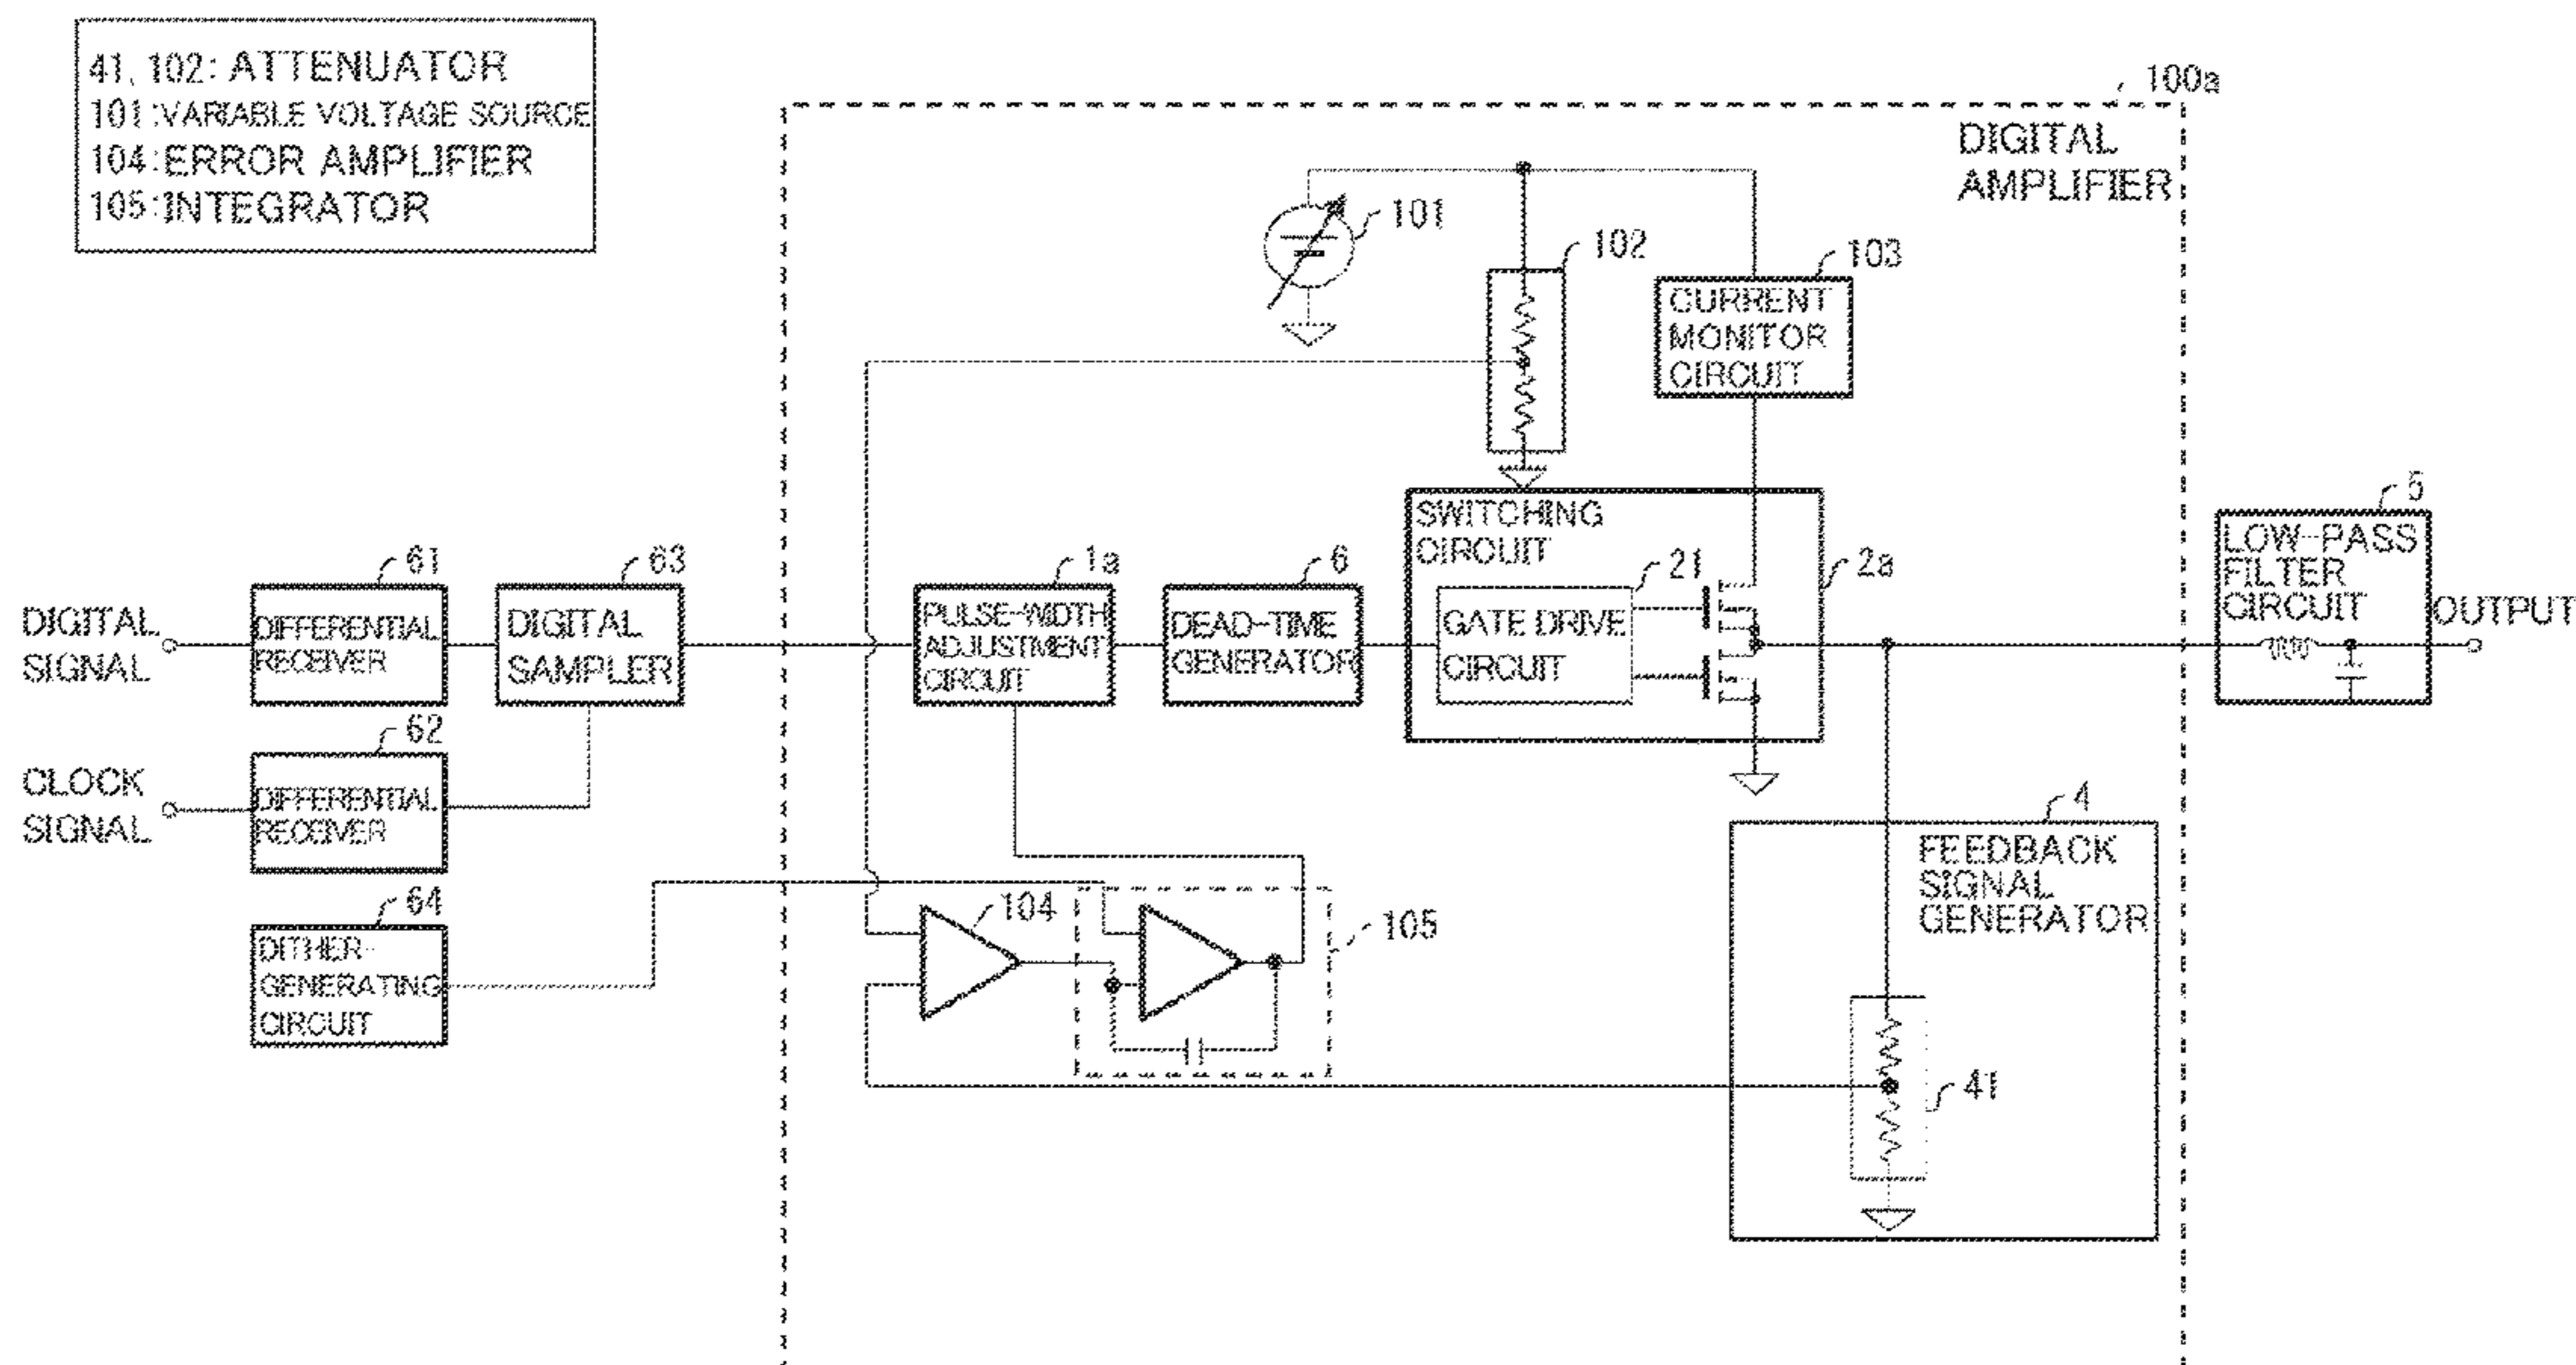 41, 102: ATTENUATOR
101:VARIABLE VOLTAGE SOURCE
104:ERROR AMPLIFIER
105:INTEGRATOR
100a
DIGITAL
AMPLIFIER
101
102
103
CURRENT
MONITOR
CIRCUIT
SWITCHING
CIRCUIT
2a
21
GATE DRIVE
CIRCUIT
5
LOW-PASS
FILTER
CIRCUIT
OUTPUT
DIGITAL
SIGNAL
61
DIFFERENTIAL
RECEIVER
63
DIGITAL
SAMPLER
1a
PULSE-WIDTH
ADJUSTMENT
CIRCUIT
6
DEAD-TIME
GENERATOR
CLOCK
SIGNAL
62
DIFFERENTIAL
RECEIVER
64
DITHER-
GENERATING
CIRCUIT
104
105
4
FEEDBACK
SIGNAL
GENERATOR
41